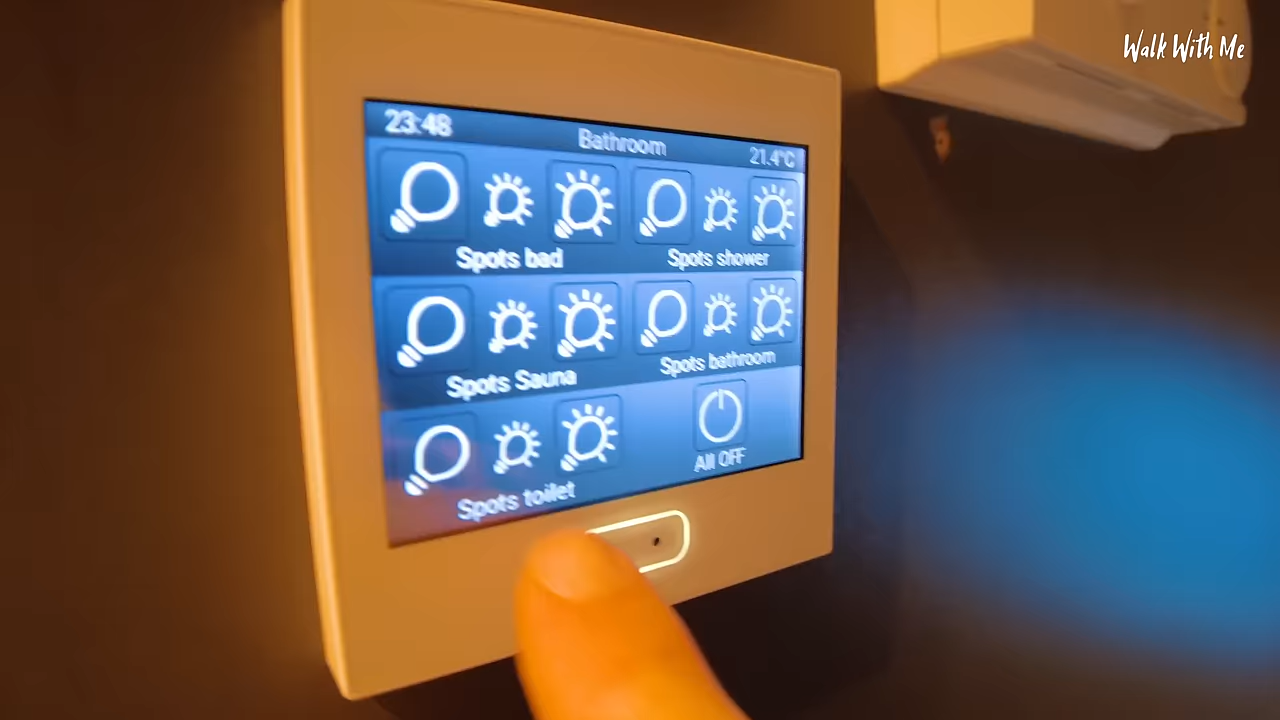 Walk With Me
23:48
Bathroom
21.4°C
Spots bad
Spots shower
Spots Sauna
Spots bathroom
Spots toilet
All OFF